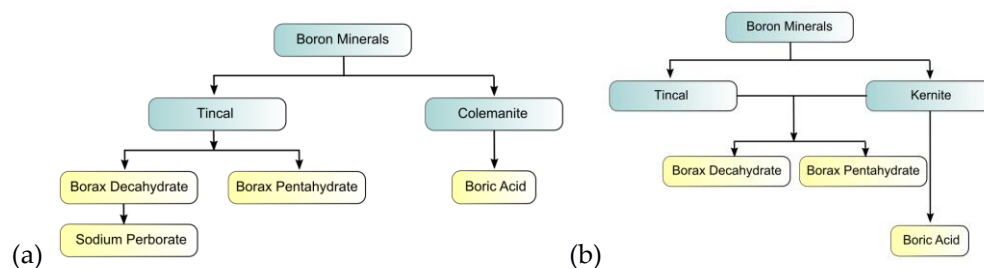 Boron Minerals
Tincal
Colemanite
Borax Decahydrate
Borax Pentahydrate
Boric Acid
Sodium Perborate
(a)
Boron Minerals
Tincal
Kernite
Borax Decahydrate
Borax Pentahydrate
Boric Acid
(b)